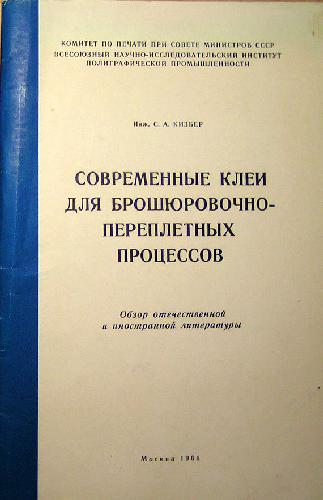 КОМИТЕТ ПО ПЕЧАТИ ПРИ СОВЕТЕ МИНИСТРОВ СССР
ВСЕСОЮЗНЫЙ НАУЧНО-ИССЛЕДОВАТЕЛЬСКИЙ ИНСТИТУТ
ПОЛИГРАФИЧЕСКОЙ ПРОМЫШЛЕННОСТИ
Инж. С. А. КИЗБЕР
СОВРЕМЕННЫЕ КЛЕИ
ДЛЯ БРОШЮРОВОЧНО-
ПЕРЕПЛЕТНЫХ
ПРОЦЕССОВ
Обзор отечественной
и иностранной литературы
Москва